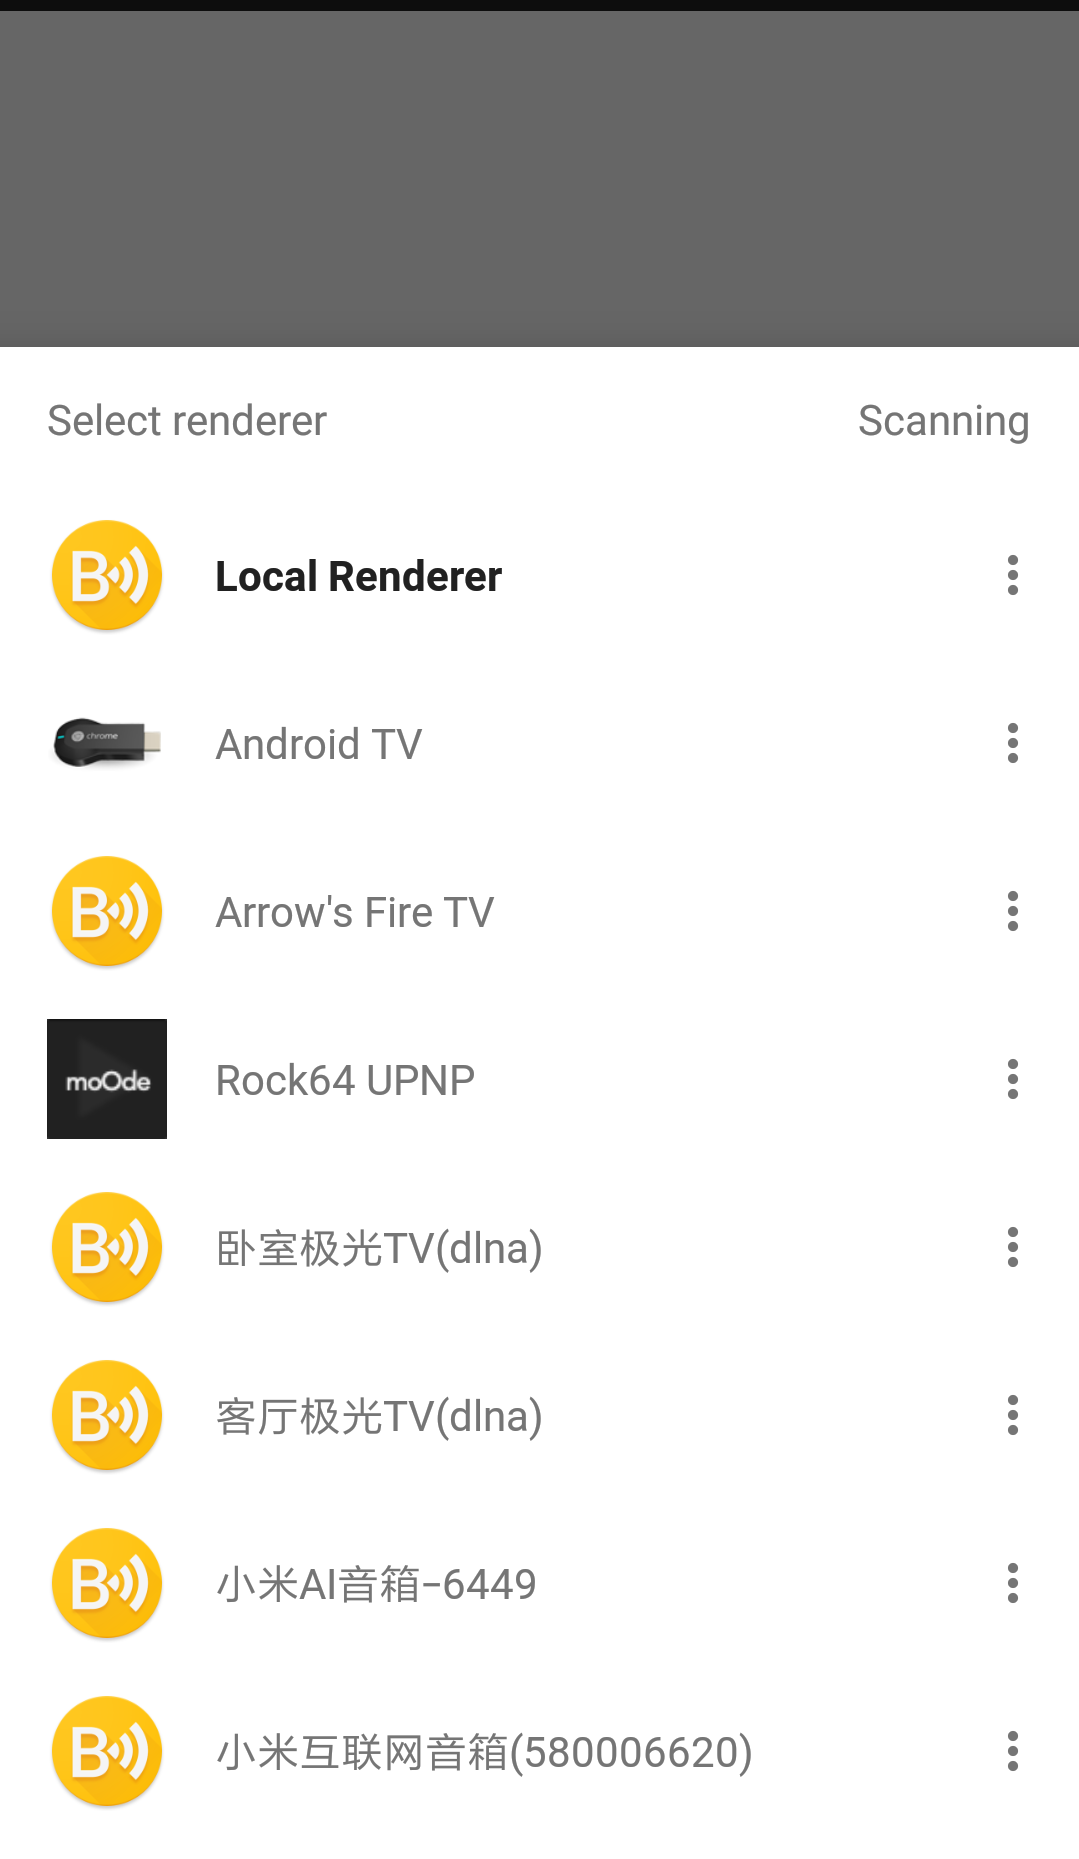 Select renderer Scanning
B Local Renderer
chrome Android TV
B Arrow's Fire TV
moOde Rock64 UPNP
B 卧室极光TV(dlna)
B 客厅极光TV(dlna)
B 小米AI音箱-6449
B 小米互联网音箱(580006620)